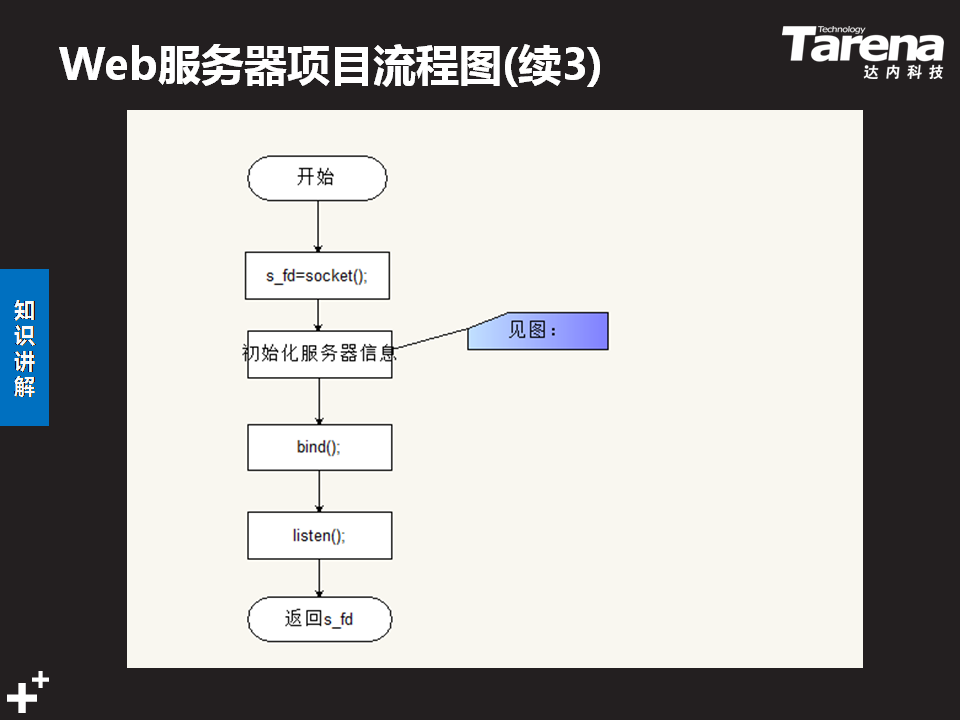 Web服务器项目流程图(续3)
Technology
Tarena
达内科技
知识讲解
开始
s_fd=socket();
初始化服务器信息
见图：
bind();
listen();
返回s_fd